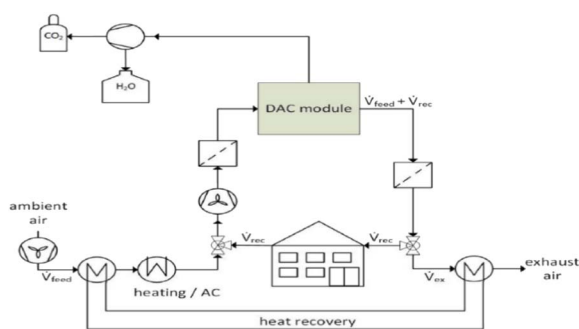 CO₂
H₂O
DAC module
V̇feed + V̇rec
ambient
air
V̇rec
V̇rec
V̇feed
heating / AC
V̇ex
exhaust
air
heat recovery